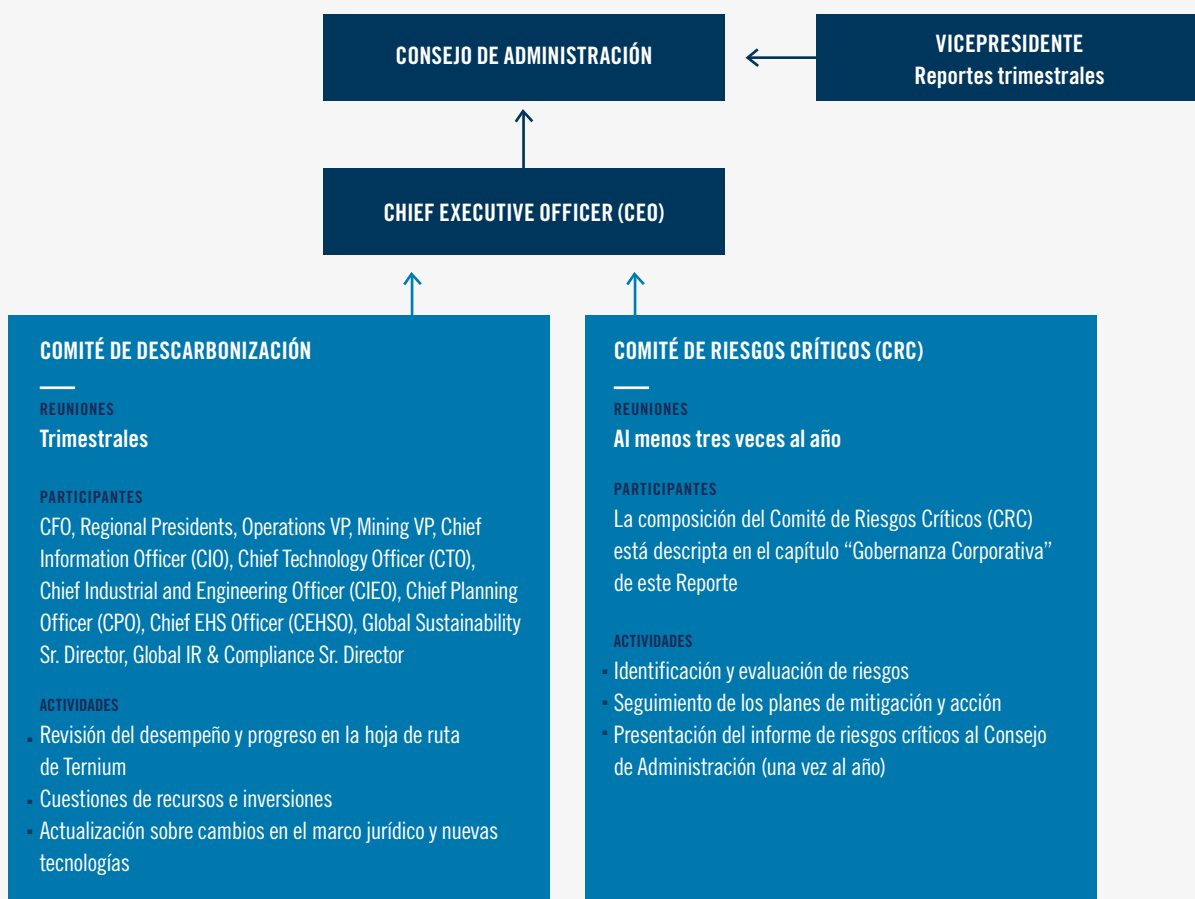 CONSEJO DE ADMINISTRACIÓN
VICEPRESIDENTE
Reportes trimestrales
CHIEF EXECUTIVE OFFICER (CEO)
COMITÉ DE DESCARBONIZACIÓN
REUNIONES
Trimestrales
PARTICIPANTES
CFO, Regional Presidents, Operations VP, Mining VP, Chief
Information Officer (CIO), Chief Technology Officer (CTO),
Chief Industrial and Engineering Officer (CIEO), Chief Planning
Officer (CPO), Chief EHS Officer (CEHSO), Global Sustainability
Sr. Director, Global IR & Compliance Sr. Director
ACTIVIDADES
▪ Revisión del desempeño y progreso en la hoja de ruta
de Ternium
▪ Cuestiones de recursos e inversiones
▪ Actualización sobre cambios en el marco jurídico y nuevas
tecnologías
COMITÉ DE RIESGOS CRÍTICOS (CRC)
REUNIONES
Al menos tres veces al año
PARTICIPANTES
La composición del Comité de Riesgos Críticos (CRC)
está descripta en el capítulo “Gobernanza Corporativa”
de este Reporte
ACTIVIDADES
▪ Identificación y evaluación de riesgos
▪ Seguimiento de los planes de mitigación y acción
▪ Presentación del informe de riesgos críticos al Consejo
de Administración (una vez al año)